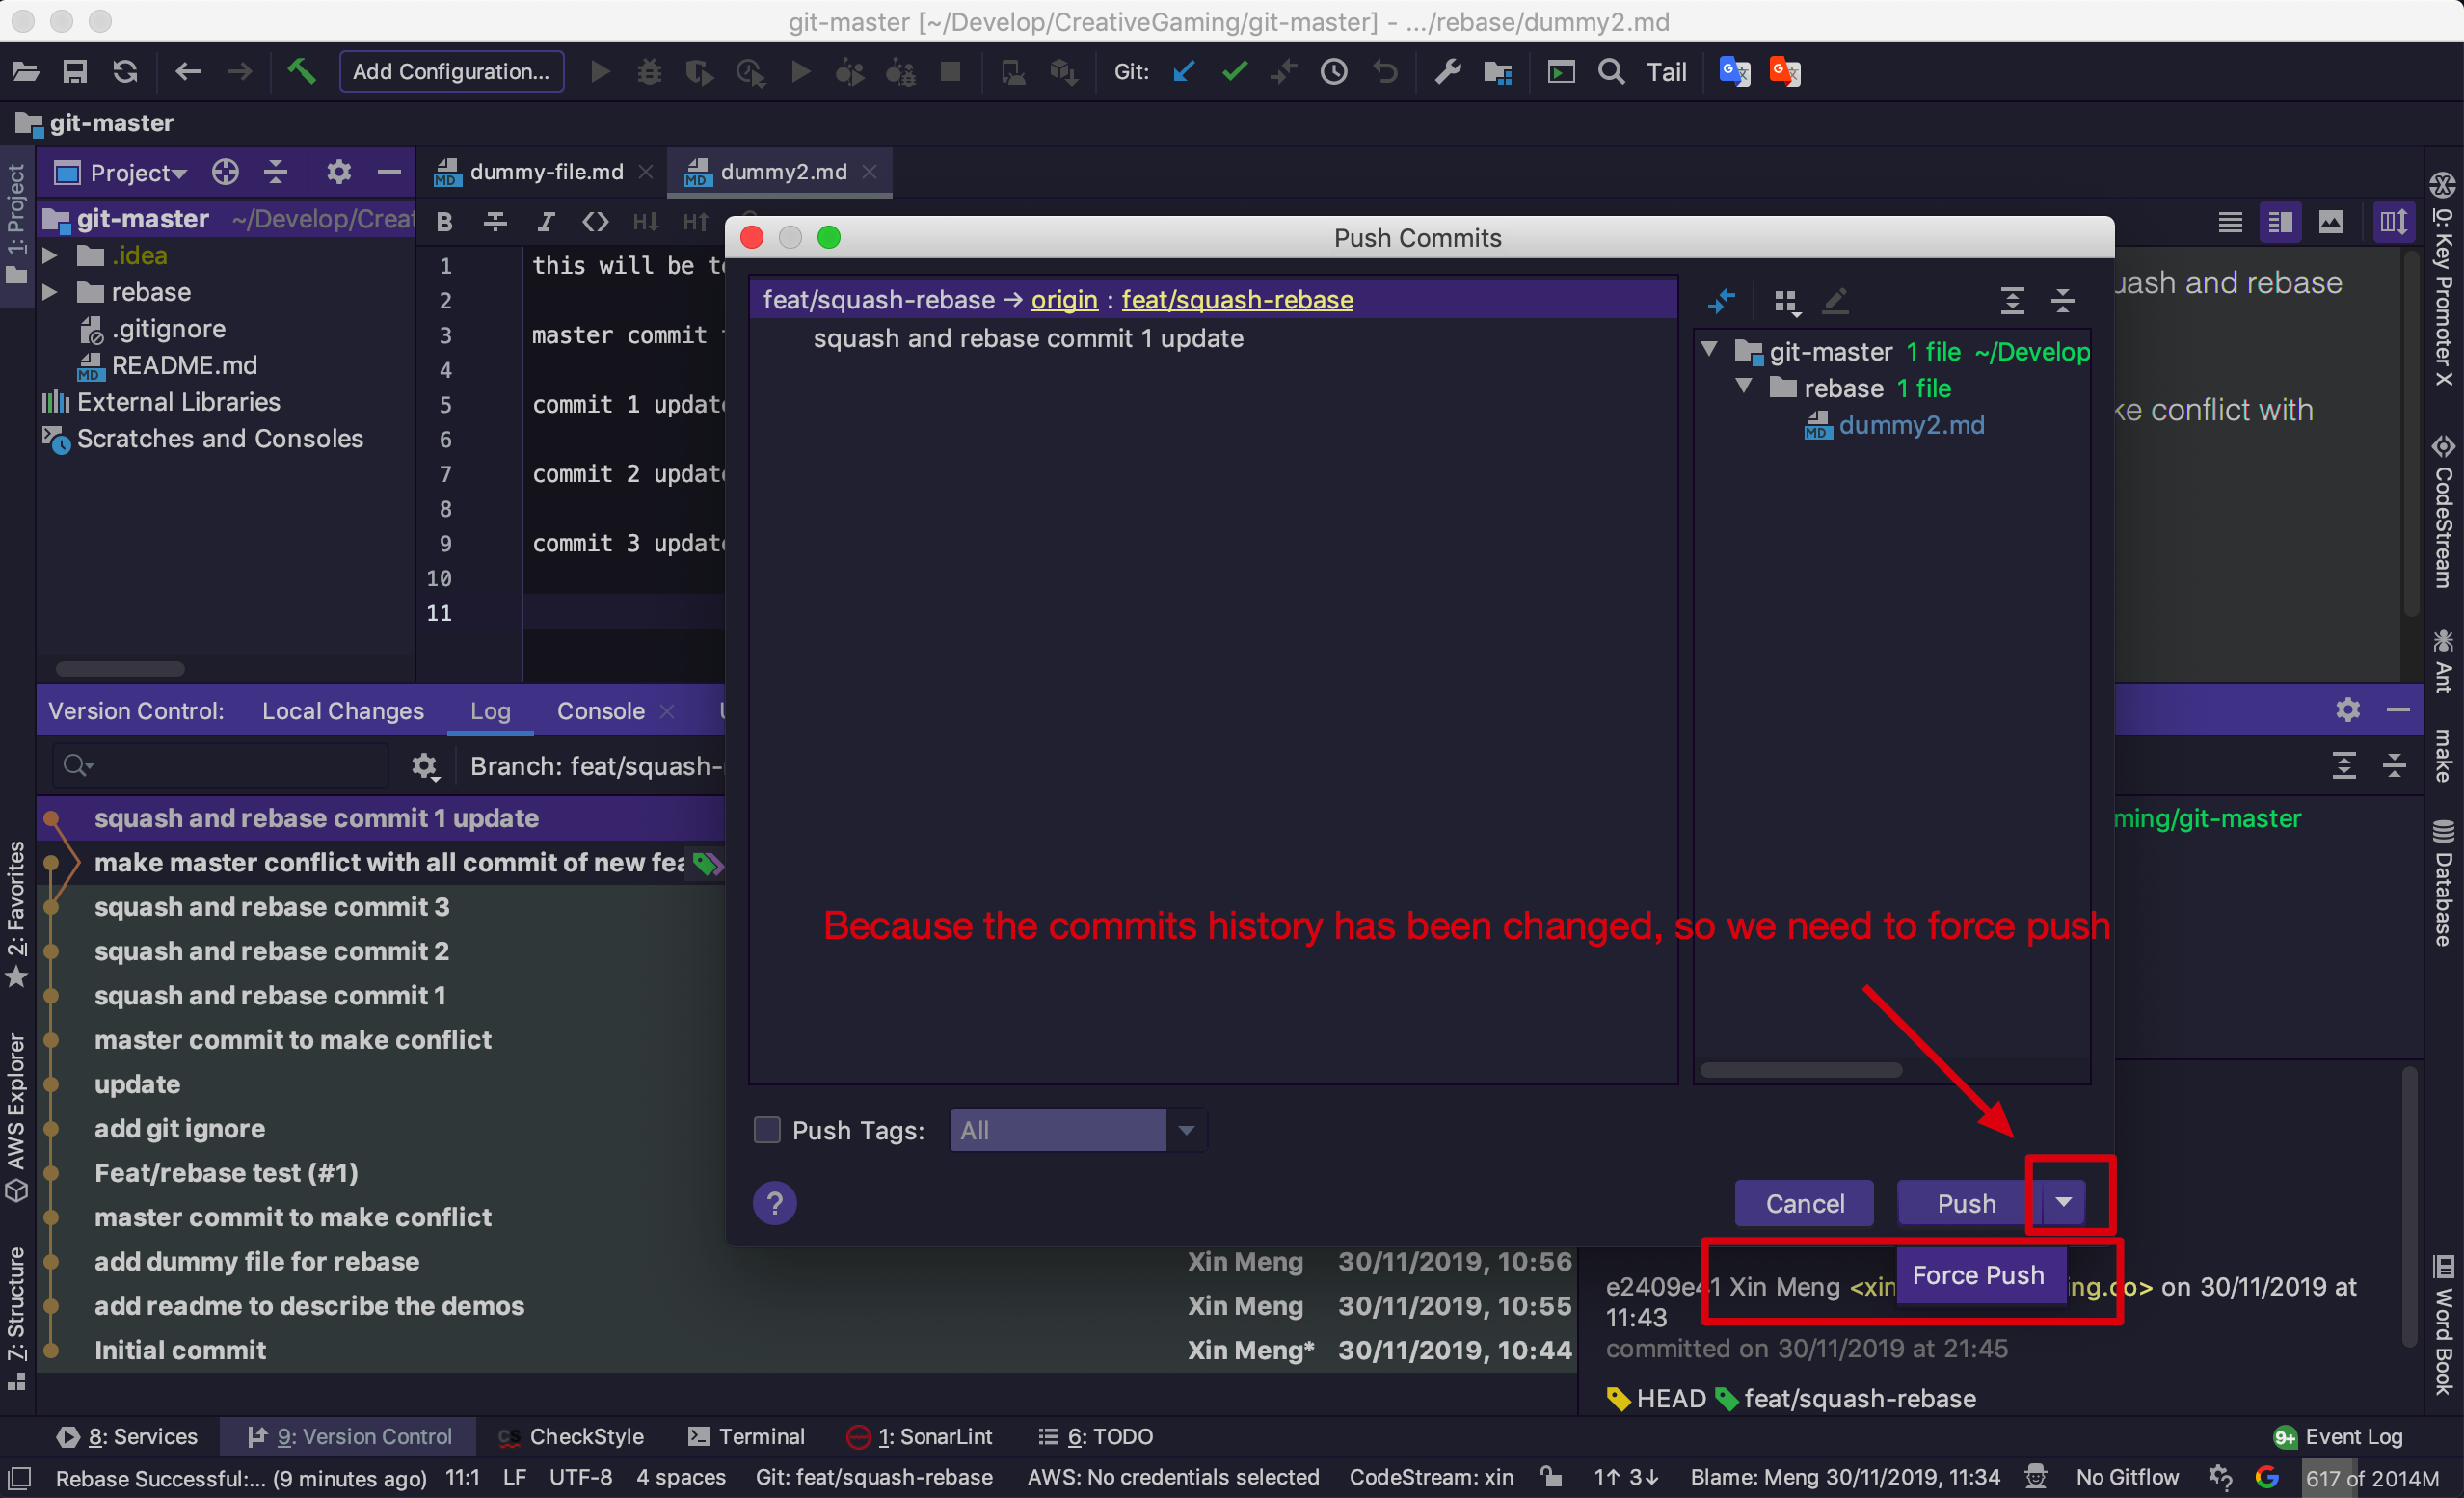 git-master [~/Develop/CreativeGaming/git-master] - .../rebase/dummy2.md
Add Configuration...
Git:
Tail
git-master
1: Project
Project
dummy-file.md
dummy2.md
git-master ~/Develop/Creat
.idea
rebase
.gitignore
README.md
External Libraries
Scratches and Consoles
1 this will be
2
3 master commit
4
5 commit 1 update
6
7 commit 2 update
8
9 commit 3 update
10
11
Push Commits
feat/squash-rebase → origin : feat/squash-rebase
squash and rebase commit 1 update
git-master 1 file ~/Develop
rebase 1 file
dummy2.md
uash and rebase
ke conflict with
0: Key Promoter X
CodeStream
Ant
make
Database
Word Book
Version Control:
Local Changes
Log
Console
Branch: feat/squash-
squash and rebase commit 1 update
make master conflict with all commit of new fea
squash and rebase commit 3
squash and rebase commit 2
squash and rebase commit 1
master commit to make conflict
update
add git ignore
Feat/rebase test (#1)
master commit to make conflict
add dummy file for rebase Xin Meng 30/11/2019, 10:56
add readme to describe the demos Xin Meng 30/11/2019, 10:55
Initial commit Xin Meng* 30/11/2019, 10:44
2: Favorites
AWS Explorer
7: Structure
ming/git-master
Because the commits history has been changed, so we need to force push
Push Tags:
All
?
Cancel
Push
Force Push
e2409e41 Xin Meng <xin ing.co> on 30/11/2019 at
11:43
committed on 30/11/2019 at 21:45
HEAD feat/squash-rebase
8: Services
9: Version Control
CheckStyle
Terminal
1: SonarLint
6: TODO
9+ Event Log
Rebase Successful:... (9 minutes ago)
11:1
LF
UTF-8
4 spaces
Git: feat/squash-rebase
AWS: No credentials selected
CodeStream: xin
1↑ 3↓
Blame: Meng 30/11/2019, 11:34
No Gitflow
617 of 2014M